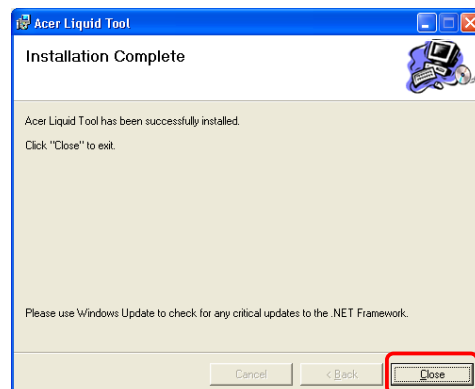 Acer Liquid Tool
Installation Complete
Acer Liquid Tool has been successfully installed.
Click "Close" to exit.
Please use Windows Update to check for any critical updates to the .NET Framework.
Cancel
< Back
Close